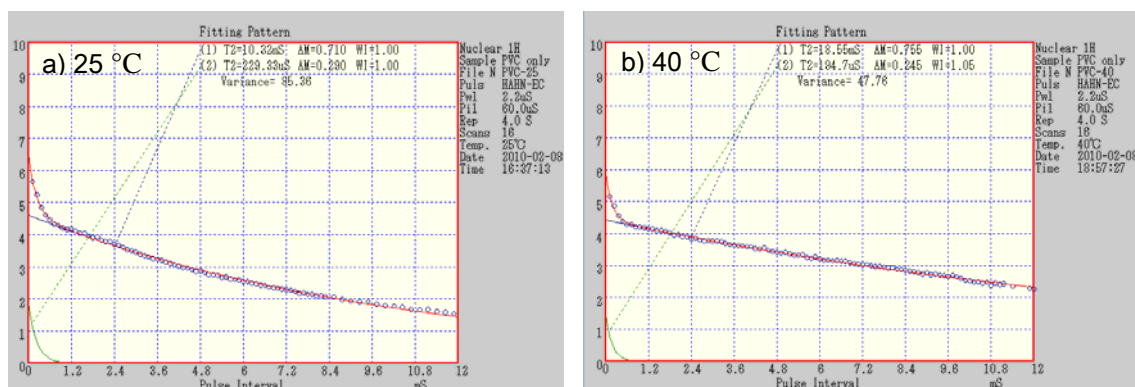 Fitting Pattern
a) 25 °C
(1) T2=10.32mS AM=0.710 WI=1.00
(2) T2=229.33uS AM=0.290 WI=1.00
Variance= 85.36
10
9
8
7
6
5
4
3
2
1
0
0 1.2 2.4 3.6 4.8 6 7.2 8.4 10.8 12
Pulse Interval mS
Nuclear 1H
Sample PVC only
File N PVC-25
Puls HAHN-EC
Pw1 2.2uS
Pi1 60.0uS
Rep 4.0 S
Scans 16
Temp. 25℃
Date 2010-02-08
Time 16:37:13
Fitting Pattern
b) 40 °C
(1) T2=18.55mS AM=0.755 WI=1.00
(2) T2=184.7uS AM=0.245 WI=1.05
Variance= 47.76
10
9
8
7
6
5
4
3
2
1
0
0 1.2 2.4 3.6 4.8 6 7.2 8.4 10.8 12
Pulse Interval mS
Nuclear 1H
Sample PVC only
File N PVC-40
Puls HAHN-EC
Pw1 2.2uS
Pi1 60.0uS
Rep 4.0 S
Scans 16
Temp. 40℃
Date 2010-02-08
Time 18:57:27